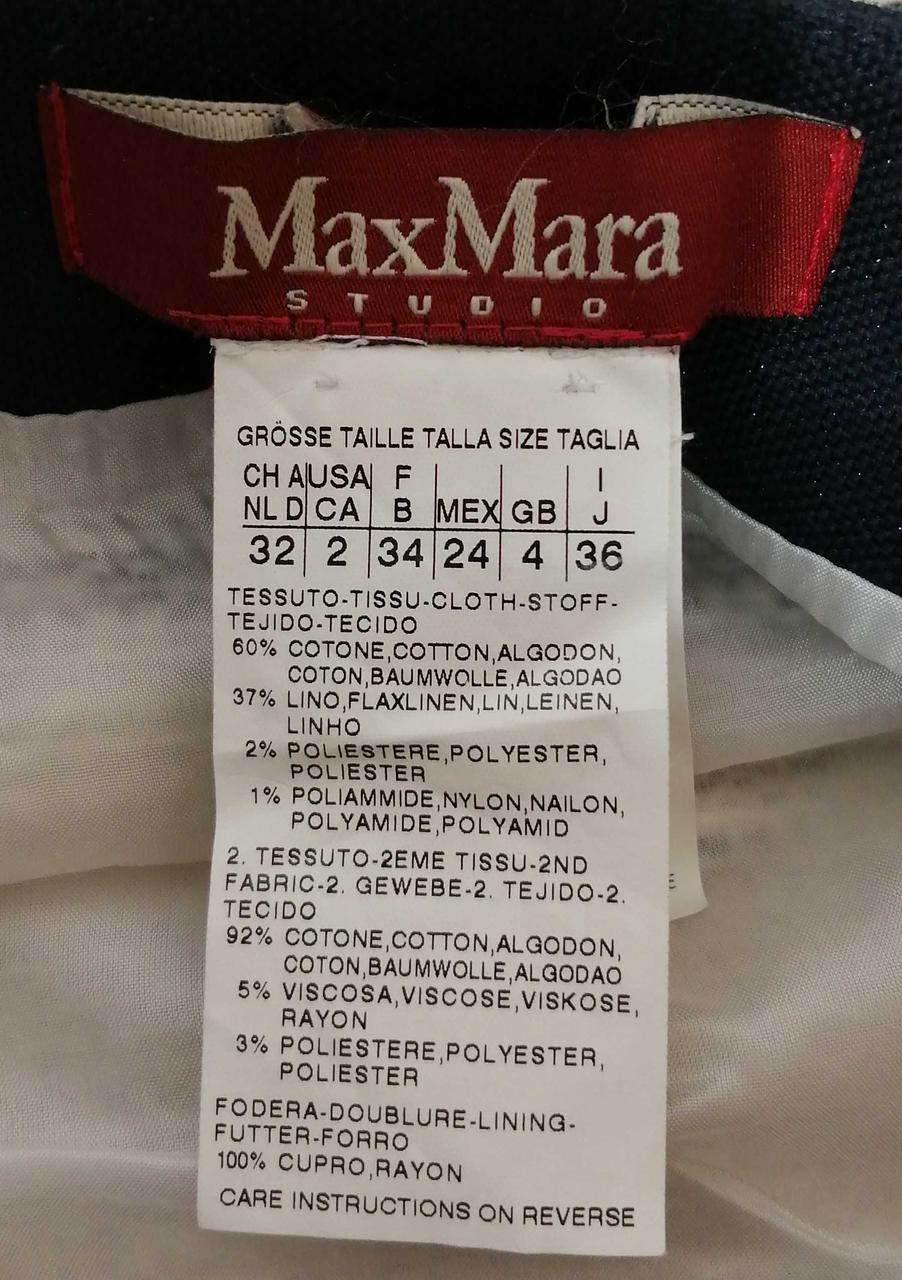 MaxMara
STUDIO
GRÖSSE TAILLE TALLA SIZE TAGLIA
CH A USA F I
NL D CA B MEX GB J
32 2 34 24 4 36
TESSUTO-TISSU-CLOTH-STOFF-
TEJIDO-TECIDO
60% COTONE,COTTON,ALGODON,
COTON,BAUMWOLLE,ALGODAO
37% LINO,FLAXLINEN,LIN,LEINEN,
LINHO
2% POLIESTERE,POLYESTER,
POLIESTER
1% POLIAMMIDE,NYLON,NAILON,
POLYAMIDE,POLYAMID
2. TESSUTO-2EME TISSU-2ND
FABRIC-2. GEWEBE-2. TEJIDO-2.
TECIDO
92% COTONE,COTTON,ALGODON,
COTON,BAUMWOLLE,ALGODAO
5% VISCOSA,VISCOSE,VISKOSE,
RAYON
3% POLIESTERE,POLYESTER,
POLIESTER
FODERA-DOUBLURE-LINING-
FUTTER-FORRO
100% CUPRO,RAYON
CARE INSTRUCTIONS ON REVERSE